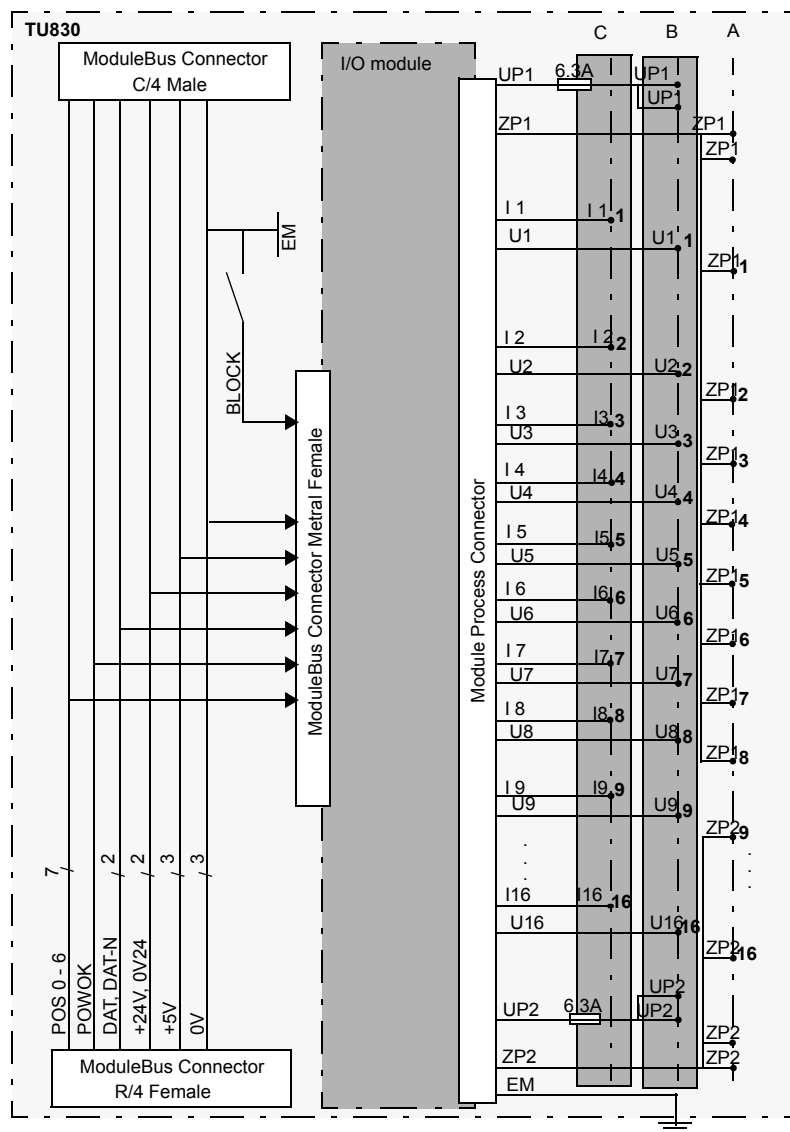 TU830
ModuleBus Connector
C/4 Male
I/O module
C
B
A
UP1
6.3A
UP1
UP1
ZP1
ZP1
ZP1
I 1
I 1
1
U1
U1
1
ZP1
1
EM
BLOCK
I 2
I 2
2
U2
U2
2
ZP1
2
I 3
I3
3
U3
U3
3
ZP1
3
I 4
I4
4
U4
U4
4
ZP1
4
I 5
I5
5
U5
U5
5
ZP1
5
I 6
I6
6
U6
U6
6
ZP1
6
I 7
I7
7
U7
U7
7
ZP1
7
I 8
I8
8
U8
U8
8
ZP1
8
I 9
I9
9
U9
U9
9
ZP2
9
. . .
. . .
I16
I16
16
U16
U16
16
ZP2
16
UP2
UP2
6.3A
UP2
ZP2
ZP2
ZP2
EM
ModuleBus Connector Metral Female
Module Process Connector
7
2
2
3
3
POS 0 - 6
POWOK
DAT, DAT-N
+24V, 0V24
+5V
0V
ModuleBus Connector
R/4 Female